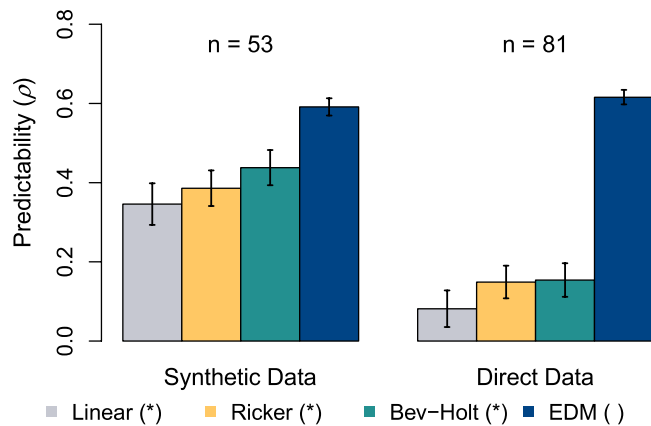 0.8
n = 53
n = 81
Predictability (ρ)
0.6
0.4
0.2
0.0
Synthetic Data
Direct Data
Linear (*)
Ricker (*)
Bev−Holt (*)
EDM ( )